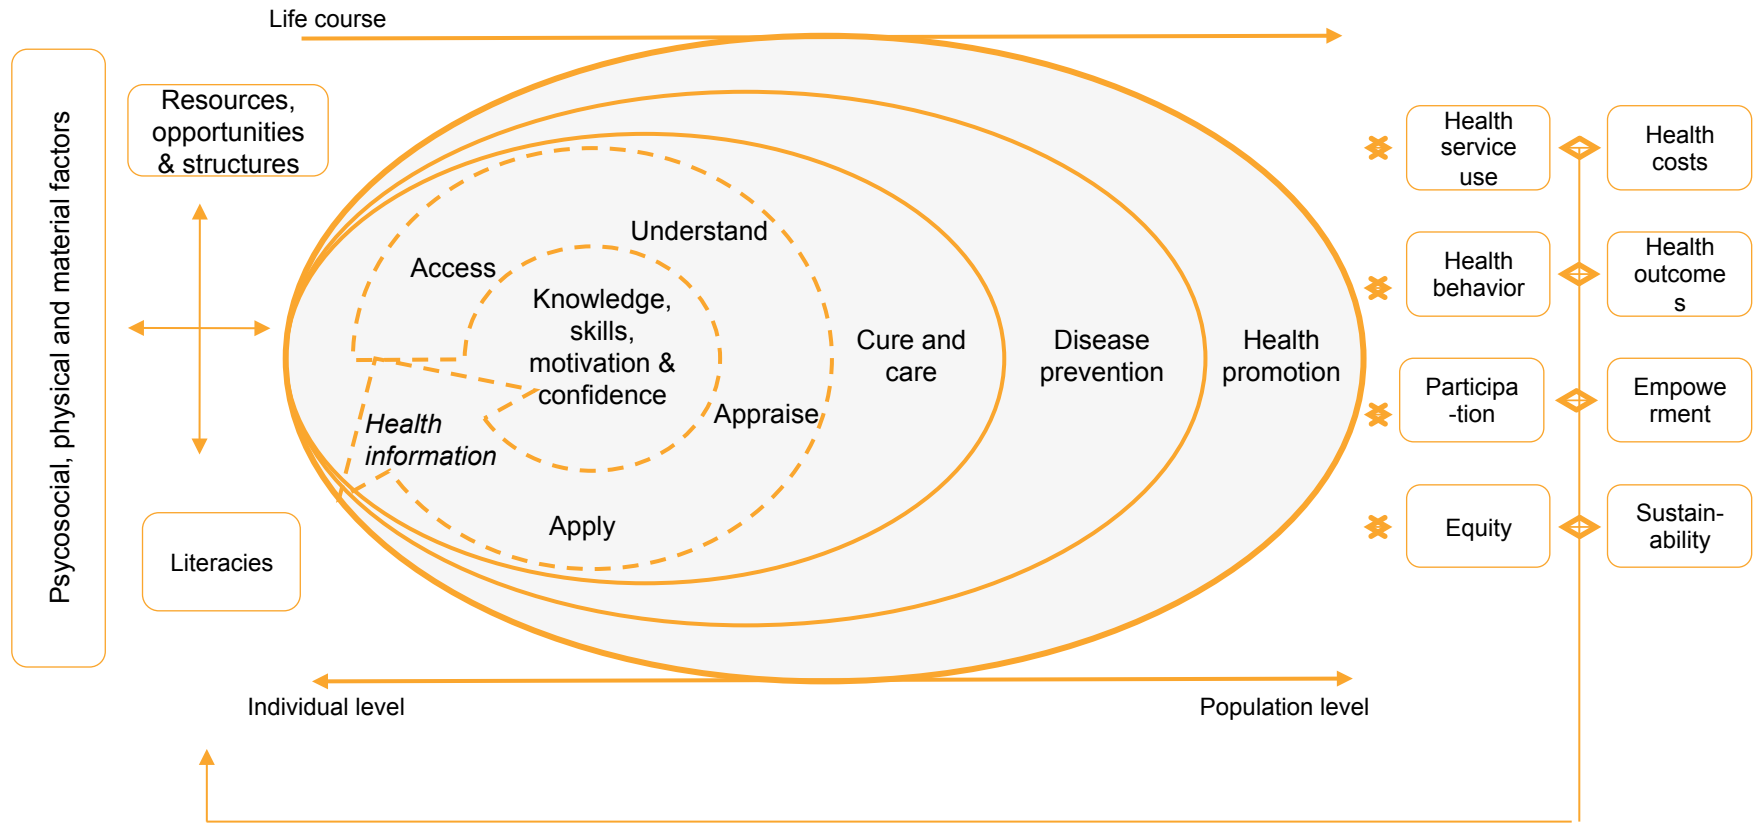 Life course
Psycosocial, physical and material factors
Resources,
opportunities
& structures
Literacies
Access
Understand
Knowledge,
skills,
motivation &
confidence
Appraise
Health
information
Apply
Cure and
care
Disease
prevention
Health
promotion
Individual level
Population level
Health
service
use
Health
costs
Health
behavior
Health
outcome
s
Participa
-tion
Empowe
rment
Equity
Sustain-
ability